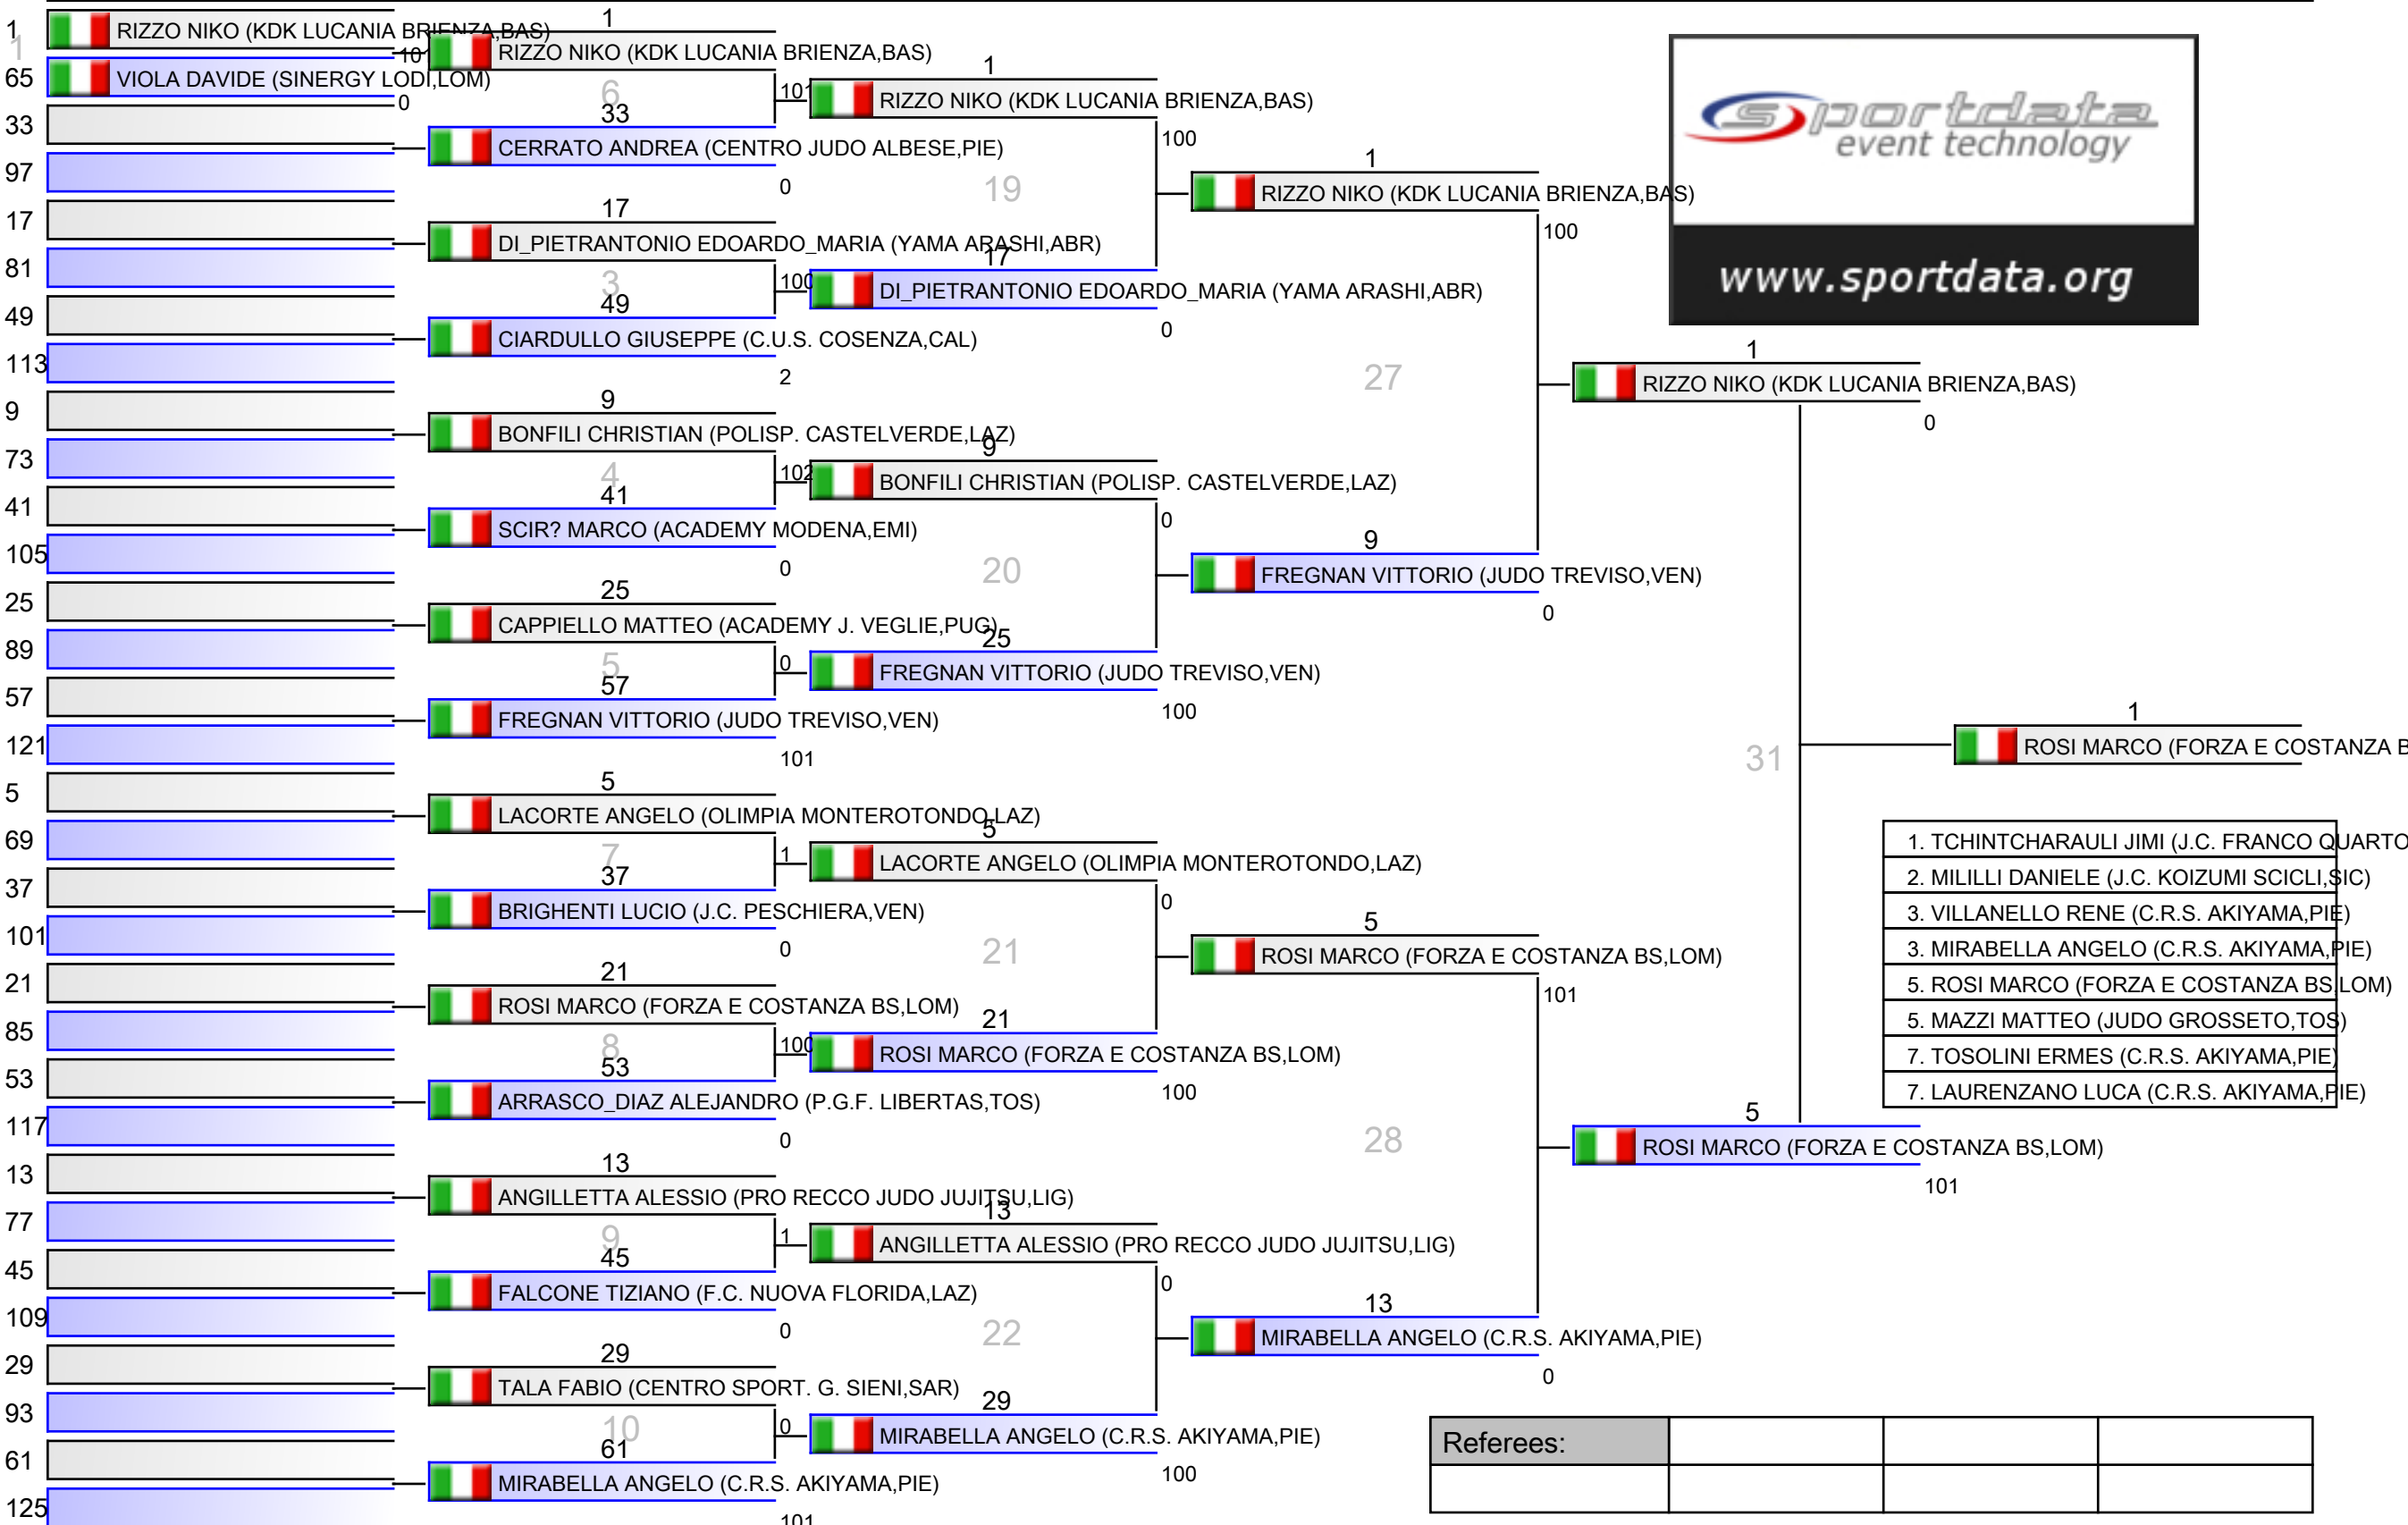 1
RIZZO NIKO (KDK LUCANIA BRIENZA,BAS)
1
65
VIOLA DAVIDE (SINERGY LODI,LOM)
0
33
97
17
81
49
113
9
73
41
105
25
89
57
121
5
69
37
101
21
85
53
117
13
77
45
109
29
93
61
125
1
RIZZO NIKO (KDK LUCANIA BRIENZA,BAS)
6
33
CERRATO ANDREA (CENTRO JUDO ALBESE,PIE)
0
17
DI_PIETRANTONIO EDOARDO_MARIA (YAMA ARASHI,ABR)
3
100
49
CIARDULLO GIUSEPPE (C.U.S. COSENZA,CAL)
2
9
BONFILI CHRISTIAN (POLISP. CASTELVERDE,LAZ)
4
102
41
SCIR? MARCO (ACADEMY MODENA,EMI)
0
25
CAPPIELLO MATTEO (ACADEMY J. VEGLIE,PUG)
5
0
57
FREGNAN VITTORIO (JUDO TREVISO,VEN)
101
5
LACORTE ANGELO (OLIMPIA MONTEROTONDO,LAZ)
7
1
37
BRIGHENTI LUCIO (J.C. PESCHIERA,VEN)
0
21
ROSI MARCO (FORZA E COSTANZA BS,LOM)
8
100
53
ARRASCO_DIAZ ALEJANDRO (P.G.F. LIBERTAS,TOS)
0
13
ANGILLETTA ALESSIO (PRO RECCO JUDO JUJITSU,LIG)
9
1
45
FALCONE TIZIANO (F.C. NUOVA FLORIDA,LAZ)
0
29
TALA FABIO (CENTRO SPORT. G. SIENI,SAR)
10
0
61
MIRABELLA ANGELO (C.R.S. AKIYAMA,PIE)
101
1
RIZZO NIKO (KDK LUCANIA BRIENZA,BAS)
100
19
17
DI_PIETRANTONIO EDOARDO_MARIA (YAMA ARASHI,ABR)
0
9
BONFILI CHRISTIAN (POLISP. CASTELVERDE,LAZ)
0
20
25
FREGNAN VITTORIO (JUDO TREVISO,VEN)
100
5
LACORTE ANGELO (OLIMPIA MONTEROTONDO,LAZ)
0
21
21
ROSI MARCO (FORZA E COSTANZA BS,LOM)
100
13
ANGILLETTA ALESSIO (PRO RECCO JUDO JUJITSU,LIG)
0
22
29
MIRABELLA ANGELO (C.R.S. AKIYAMA,PIE)
100
1
RIZZO NIKO (KDK LUCANIA BRIENZA,BAS)
100
27
9
FREGNAN VITTORIO (JUDO TREVISO,VEN)
0
5
ROSI MARCO (FORZA E COSTANZA BS,LOM)
101
28
13
MIRABELLA ANGELO (C.R.S. AKIYAMA,PIE)
0
sportdata
event technology
www.sportdata.org
1
RIZZO NIKO (KDK LUCANIA BRIENZA,BAS)
0
31
5
ROSI MARCO (FORZA E COSTANZA BS,LOM)
101
1
ROSI MARCO (FORZA E COSTANZA
1. TCHINTCHARAULI JIMI (J.C. FRANCO QUARTO
2. MILILLI DANIELE (J.C. KOIZUMI SCICLI,SIC)
3. VILLANELLO RENE (C.R.S. AKIYAMA,PIE)
3. MIRABELLA ANGELO (C.R.S. AKIYAMA,PIE)
5. ROSI MARCO (FORZA E COSTANZA BS,LOM)
5. MAZZI MATTEO (JUDO GROSSETO,TOS)
7. TOSOLINI ERMES (C.R.S. AKIYAMA,PIE)
7. LAURENZANO LUCA (C.R.S. AKIYAMA,PIE)
Referees: